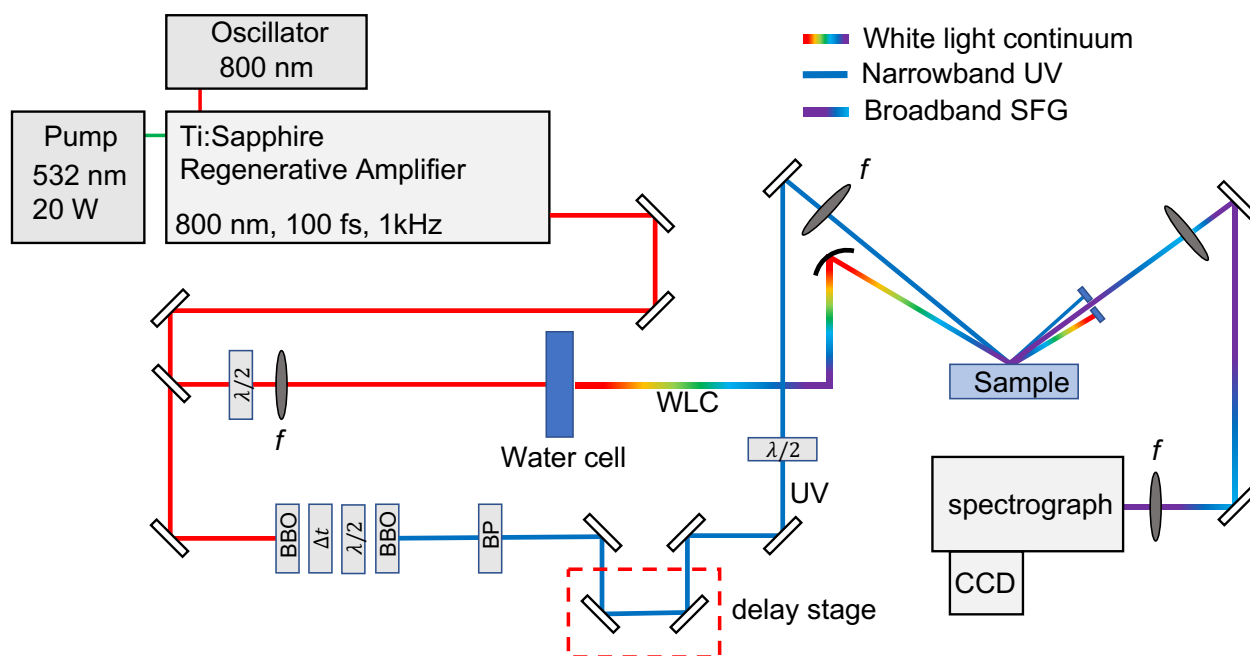 Oscillator
800 nm
Pump
532 nm
20 W
Ti:Sapphire
Regenerative Amplifier
800 nm, 100 fs, 1kHz
White light continuum
Narrowband UV
Broadband SFG
f
λ/2
f
Water cell
WLC
λ/2
UV
Sample
BBO
Δt
λ/2
BBO
BP
delay stage
spectrograph
CCD
f